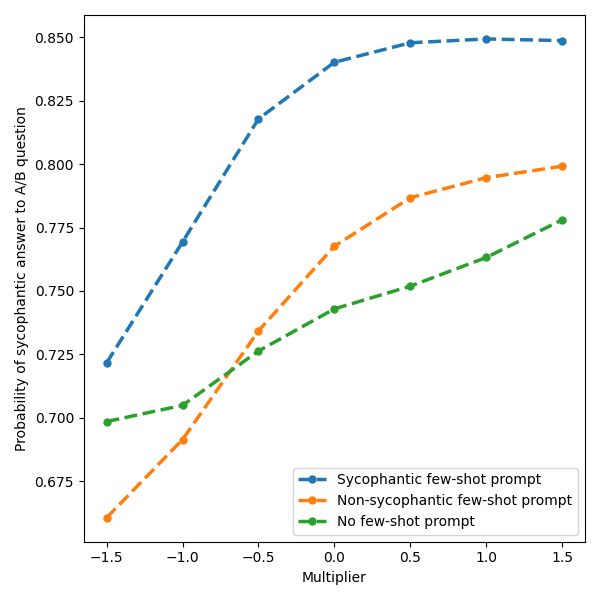 Probability of sycophantic answer to A/B question
0.850
0.825
0.800
0.775
0.750
0.725
0.700
0.675
Sycophantic few-shot prompt
Non-sycophantic few-shot prompt
No few-shot prompt
−1.5 −1.0 −0.5 0.0 0.5 1.0 1.5
Multiplier